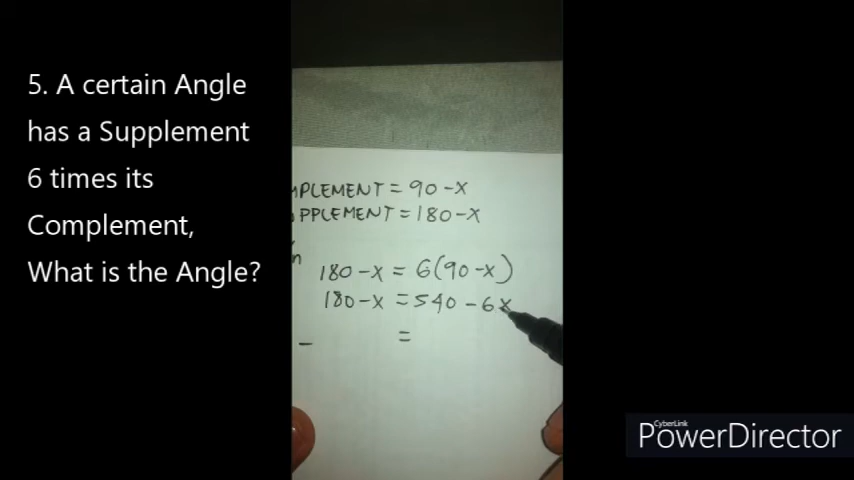 5. A certain Angle
has a Supplement
6 times its
Complement,
What is the Angle?
MPLEMENT = 90 - X
PPLEMENT = 180 - X
n
180 - X = 6(90 - X)
180 - X = 540 - 6X
- =
CyberLink
PowerDirector